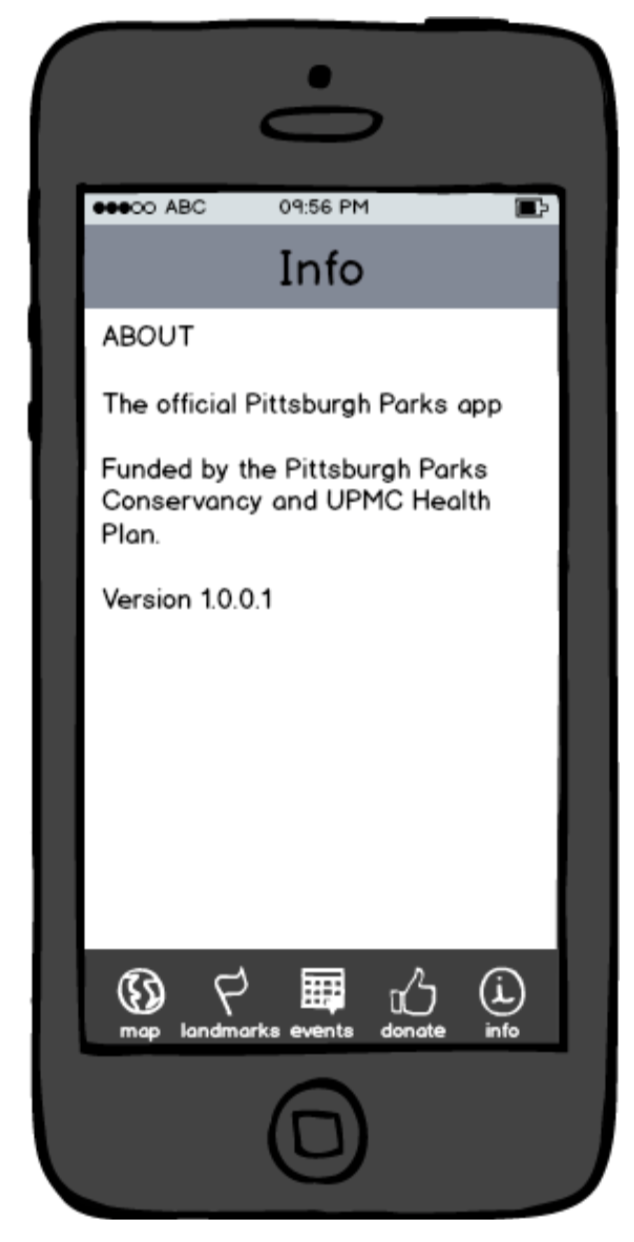 ABC 09:56 PM
Info
ABOUT
The official Pittsburgh Parks app
Funded by the Pittsburgh Parks
Conservancy and UPMC Health
Plan.
Version 1.0.0.1
map landmarks events donate info